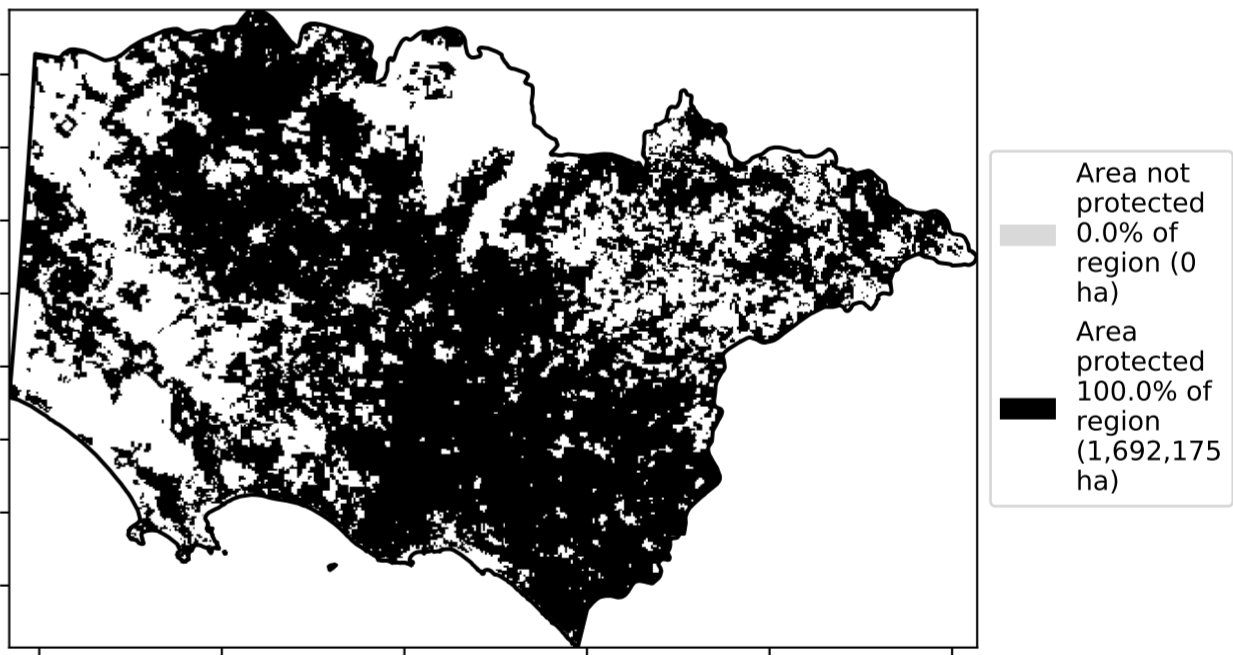 Area not
protected
0.0% of
region (0
ha)
Area
protected
100.0% of
region
(1,692,175
ha)